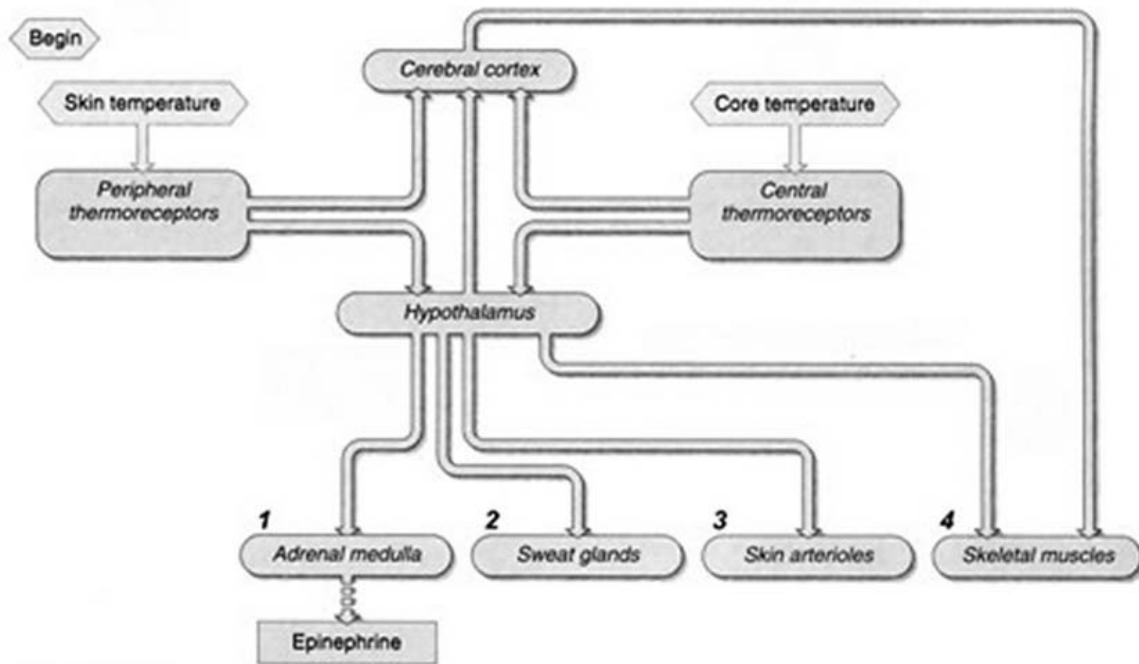 Begin
Cerebral cortex
Skin temperature
Core temperature
Peripheral
thermoreceptors
Central
thermoreceptors
Hypothalamus
1
2
3
4
Adrenal medulla
Sweat glands
Skin arterioles
Skeletal muscles
Epinephrine